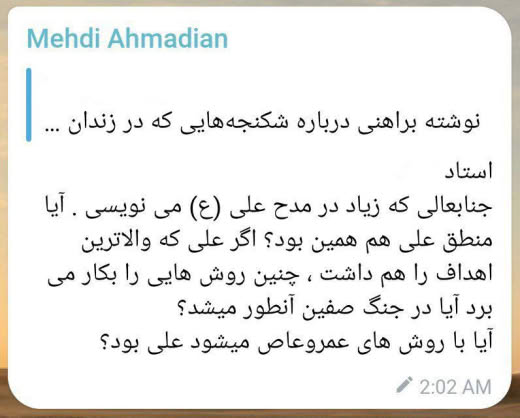 Mehdi Ahmadian
نوشته براهنی درباره شکنجه‌هایی که در زندان ...
استاد
جنابعالی که زیاد در مدح علی (ع) می نویسی . آیا
منطق علی هم همین بود؟ اگر علی که والاترین
اهداف را هم داشت ، چنین روش هایی را بکار می
برد آیا در جنگ صفین آنطور میشد؟
آیا با روش های عمروعاص میشود علی بود؟
2:02 AM